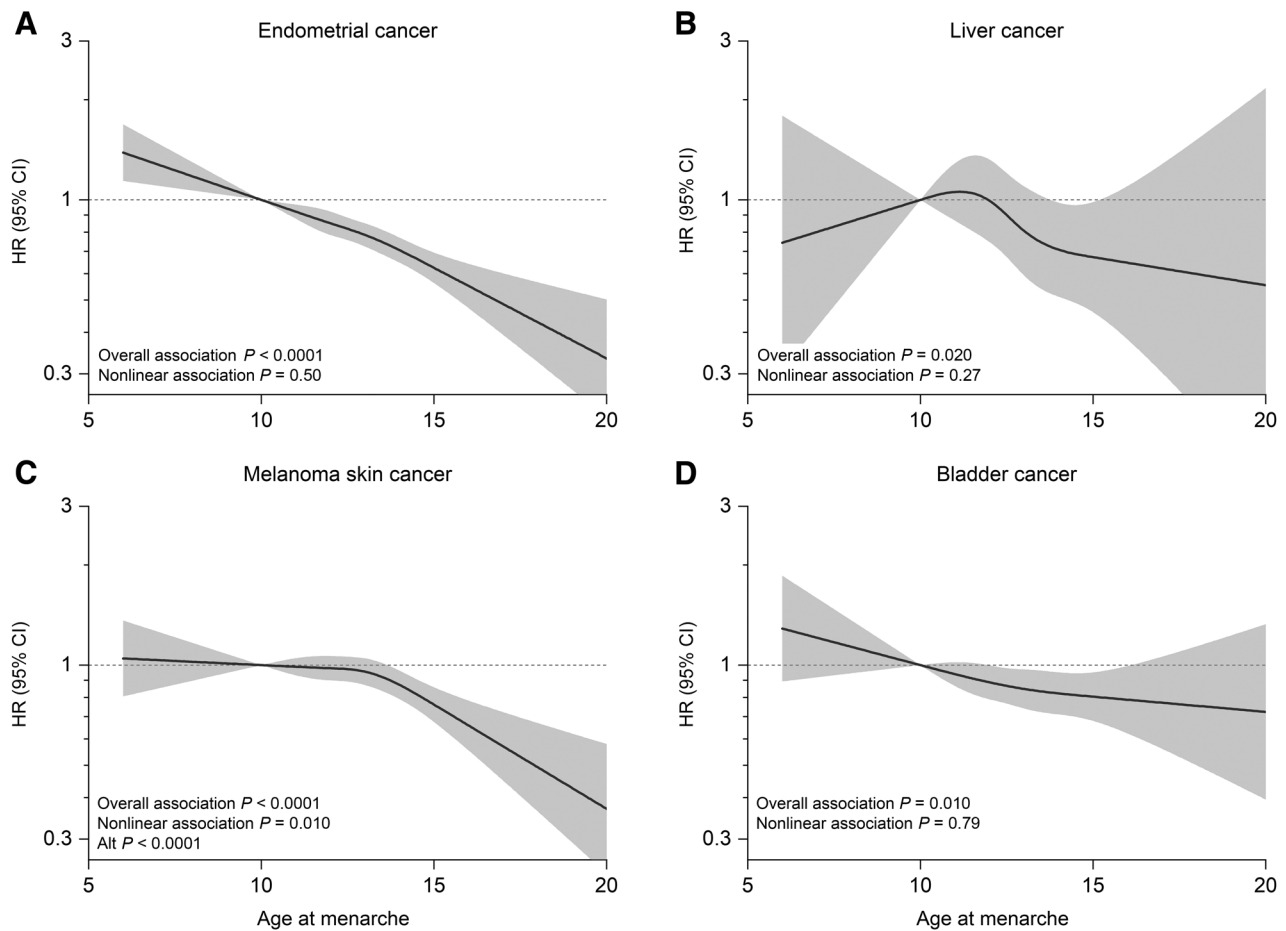 A
Endometrial cancer
3
1
0.3
HR (95% CI)
Overall association P < 0.0001
Nonlinear association P = 0.50
5 10 15 20
B
Liver cancer
3
1
0.3
HR (95% CI)
Overall association P = 0.020
Nonlinear association P = 0.27
5 10 15 20
C
Melanoma skin cancer
3
1
0.3
HR (95% CI)
Overall association P < 0.0001
Nonlinear association P = 0.010
Alt P < 0.0001
5 10 15 20
Age at menarche
D
Bladder cancer
3
1
0.3
HR (95% CI)
Overall association P = 0.010
Nonlinear association P = 0.79
5 10 15 20
Age at menarche